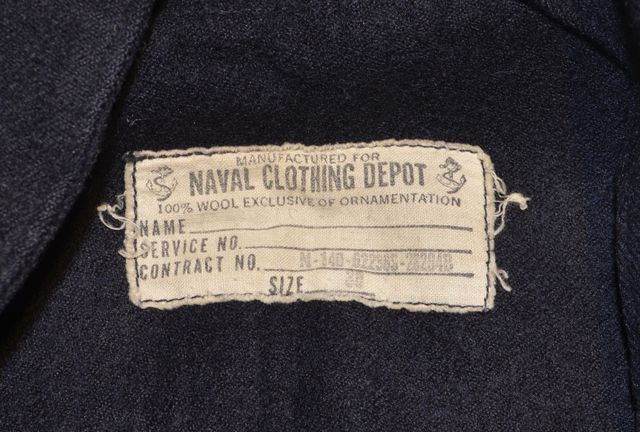 MANUFACTURED FOR
NAVAL CLOTHING DEPOT
100% WOOL EXCLUSIVE OF ORNAMENTATION
NAME
SERVICE NO.
CONTRACT NO.
SIZE